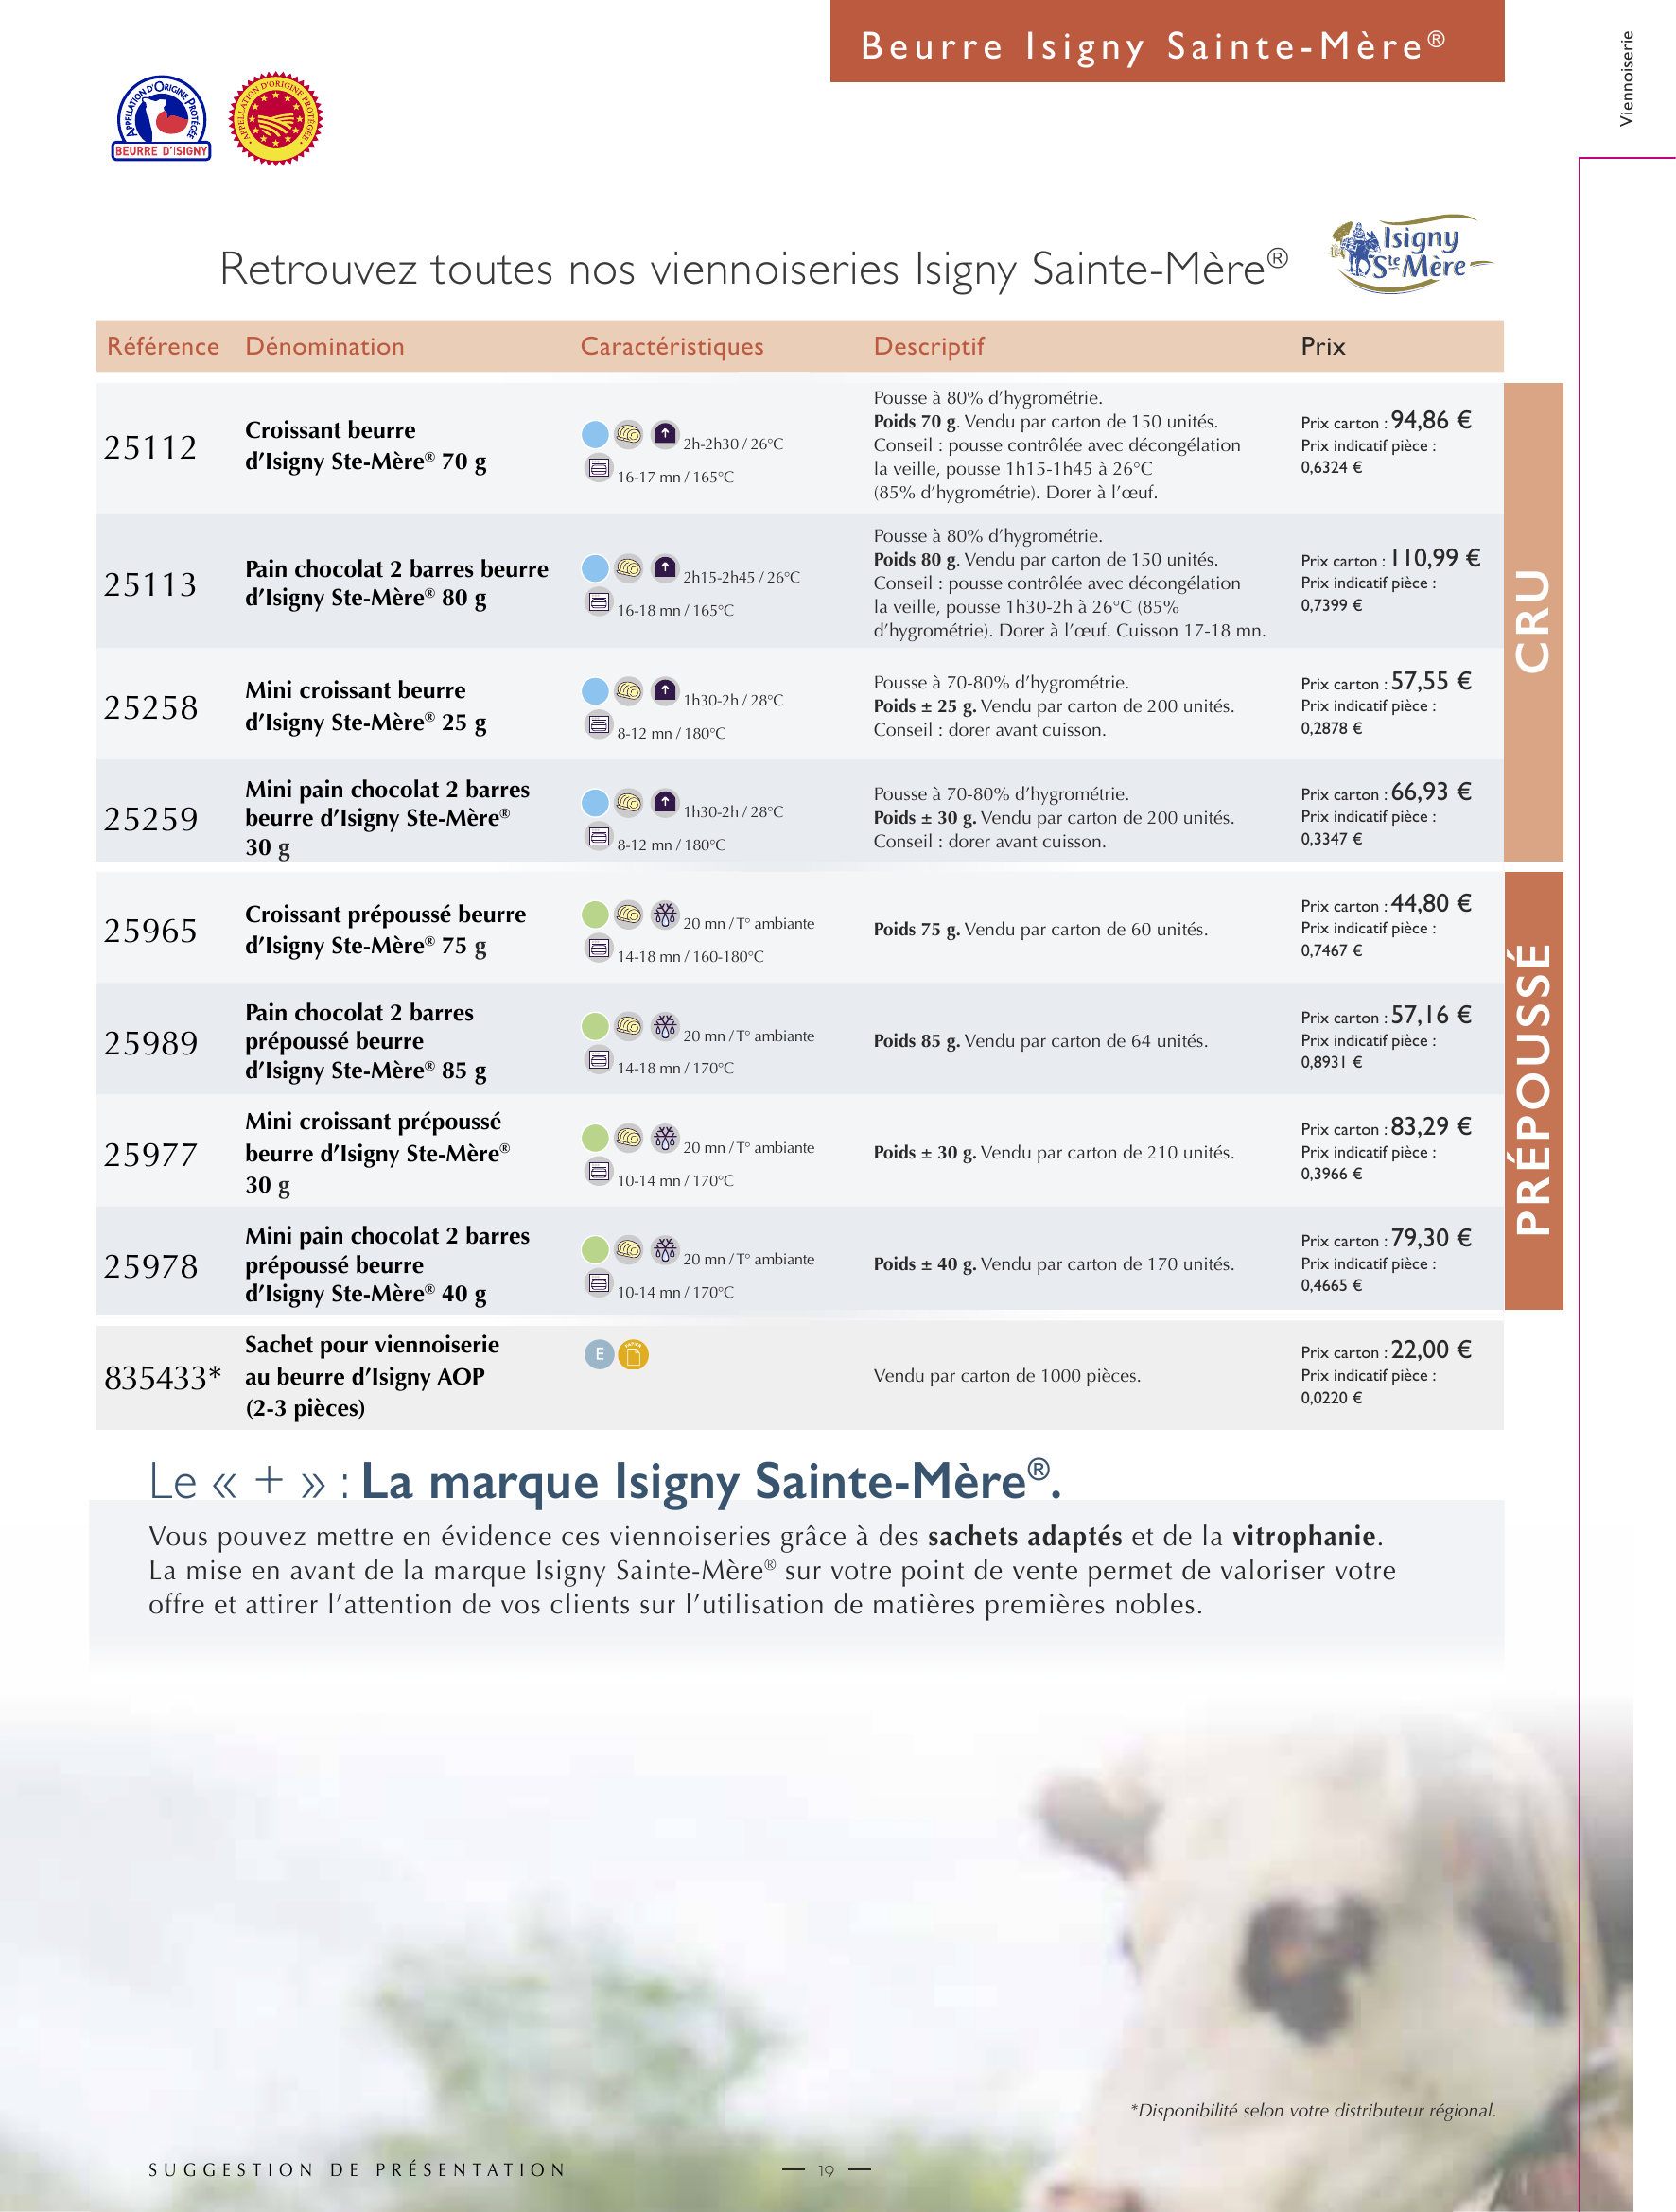 Beurre Isigny Sainte-Mère®
Viennoiserie
APPELLATION D'ORIGINE PROTÉGÉE
BEURRE D'ISIGNY
APPELLATION D'ORIGINE PROTÉGÉE
Retrouvez toutes nos viennoiseries Isigny Sainte-Mère®
Isigny
Ste Mère
Référence Dénomination Caractéristiques Descriptif Prix
25112
Croissant beurre
d’Isigny Ste-Mère® 70 g
2h-2h30 / 26°C
16-17 mn / 165°C
Pousse à 80% d’hygrométrie.
Poids 70 g. Vendu par carton de 150 unités.
Conseil : pousse contrôlée avec décongélation
la veille, pousse 1h15-1h45 à 26°C
(85% d’hygrométrie). Dorer à l’œuf.
Prix carton : 94,86 €
Prix indicatif pièce :
0,6324 €
25113
Pain chocolat 2 barres beurre
d’Isigny Ste-Mère® 80 g
2h15-2h45 / 26°C
16-18 mn / 165°C
Pousse à 80% d’hygrométrie.
Poids 80 g. Vendu par carton de 150 unités.
Conseil : pousse contrôlée avec décongélation
la veille, pousse 1h30-2h à 26°C (85%
d’hygrométrie). Dorer à l’œuf. Cuisson 17-18 mn.
Prix carton : 110,99 €
Prix indicatif pièce :
0,7399 €
25258
Mini croissant beurre
d’Isigny Ste-Mère® 25 g
1h30-2h / 28°C
8-12 mn / 180°C
Pousse à 70-80% d’hygrométrie.
Poids ± 25 g. Vendu par carton de 200 unités.
Conseil : dorer avant cuisson.
Prix carton : 57,55 €
Prix indicatif pièce :
0,2878 €
25259
Mini pain chocolat 2 barres
beurre d’Isigny Ste-Mère®
30 g
1h30-2h / 28°C
8-12 mn / 180°C
Pousse à 70-80% d’hygrométrie.
Poids ± 30 g. Vendu par carton de 200 unités.
Conseil : dorer avant cuisson.
Prix carton : 66,93 €
Prix indicatif pièce :
0,3347 €
CRU
25965
Croissant prépoussé beurre
d’Isigny Ste-Mère® 75 g
20 mn / T° ambiante
14-18 mn / 160-180°C
Poids 75 g. Vendu par carton de 60 unités.
Prix carton : 44,80 €
Prix indicatif pièce :
0,7467 €
25989
Pain chocolat 2 barres
prépoussé beurre
d’Isigny Ste-Mère® 85 g
20 mn / T° ambiante
14-18 mn / 170°C
Poids 85 g. Vendu par carton de 64 unités.
Prix carton : 57,16 €
Prix indicatif pièce :
0,8931 €
25977
Mini croissant prépoussé
beurre d’Isigny Ste-Mère®
30 g
20 mn / T° ambiante
10-14 mn / 170°C
Poids ± 30 g. Vendu par carton de 210 unités.
Prix carton : 83,29 €
Prix indicatif pièce :
0,3966 €
25978
Mini pain chocolat 2 barres
prépoussé beurre
d’Isigny Ste-Mère® 40 g
20 mn / T° ambiante
10-14 mn / 170°C
Poids ± 40 g. Vendu par carton de 170 unités.
Prix carton : 79,30 €
Prix indicatif pièce :
0,4665 €
PRÉPOUSSÉ
835433*
Sachet pour viennoiserie
au beurre d’Isigny AOP
(2-3 pièces)
E
Vendu par carton de 1000 pièces.
Prix carton : 22,00 €
Prix indicatif pièce :
0,0220 €
Le « + » : La marque Isigny Sainte-Mère®.
Vous pouvez mettre en évidence ces viennoiseries grâce à des sachets adaptés et de la vitrophanie.
La mise en avant de la marque Isigny Sainte-Mère® sur votre point de vente permet de valoriser votre
offre et attirer l’attention de vos clients sur l’utilisation de matières premières nobles.
*Disponibilité selon votre distributeur régional.
SUGGESTION DE PRÉSENTATION
— 19 —